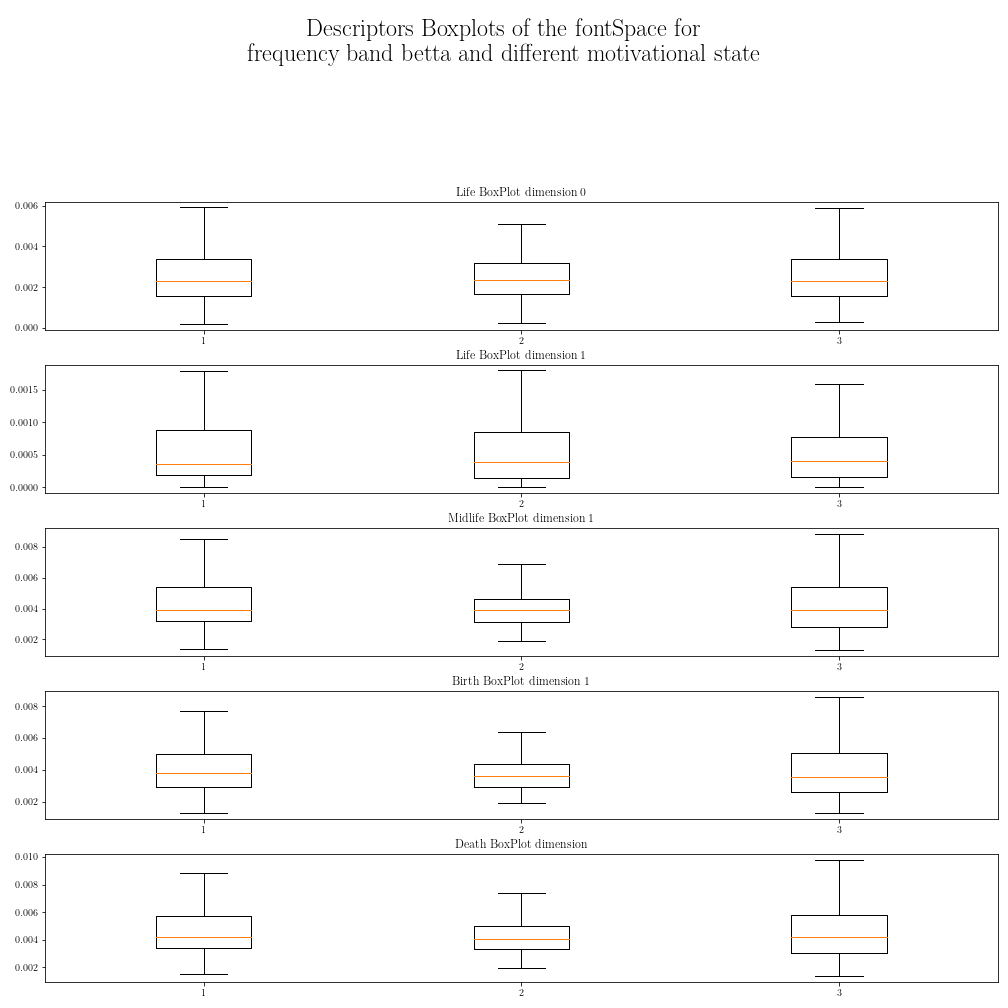 Descriptors Boxplots of the fontSpace for
frequency band betta and different motivational state
Life BoxPlot dimension 0
0.006
0.004
0.002
0.000
1 2 3
Life BoxPlot dimension 1
0.0015
0.0010
0.0005
0.0000
1 2 3
Midlife BoxPlot dimension 1
0.008
0.006
0.004
0.002
1 2 3
Birth BoxPlot dimension 1
0.008
0.006
0.004
0.002
1 2 3
Death BoxPlot dimension
0.010
0.008
0.006
0.004
0.002
1 2 3